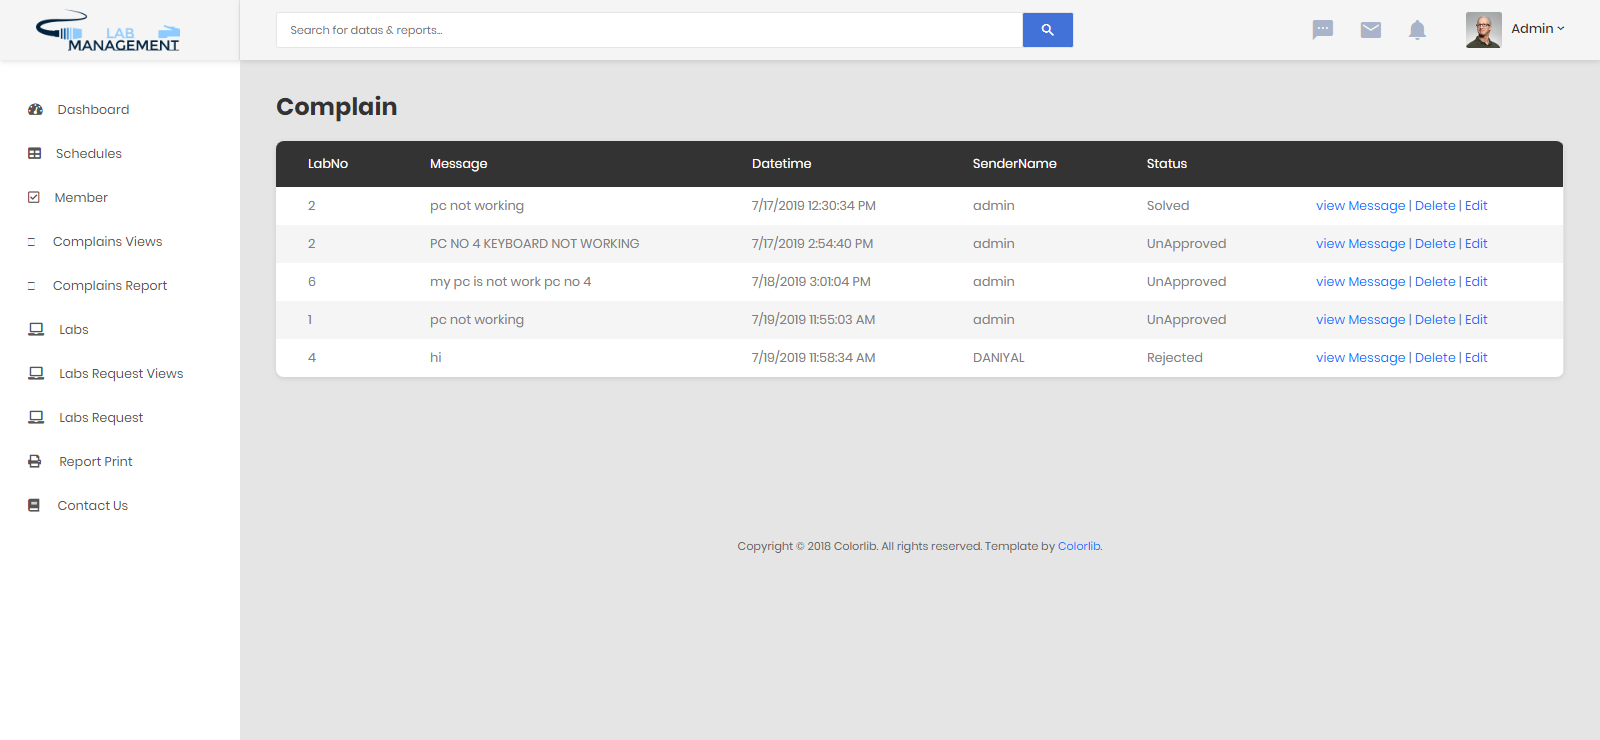 LAB
MANAGEMENT
Search for datas & reports...
Admin
Dashboard
Schedules
Member
Complains Views
Complains Report
Labs
Labs Request Views
Labs Request
Report Print
Contact Us
Complain
LabNo Message Datetime SenderName Status
2 pc not working 7/17/2019 12:30:34 PM admin Solved view Message | Delete | Edit
2 PC NO 4 KEYBOARD NOT WORKING 7/17/2019 2:54:40 PM admin UnApproved view Message | Delete | Edit
6 my pc is not work pc no 4 7/18/2019 3:01:04 PM admin UnApproved view Message | Delete | Edit
1 pc not working 7/19/2019 11:55:03 AM admin UnApproved view Message | Delete | Edit
4 hi 7/19/2019 11:58:34 AM DANIYAL Rejected view Message | Delete | Edit
Copyright © 2018 Colorlib. All rights reserved. Template by Colorlib.